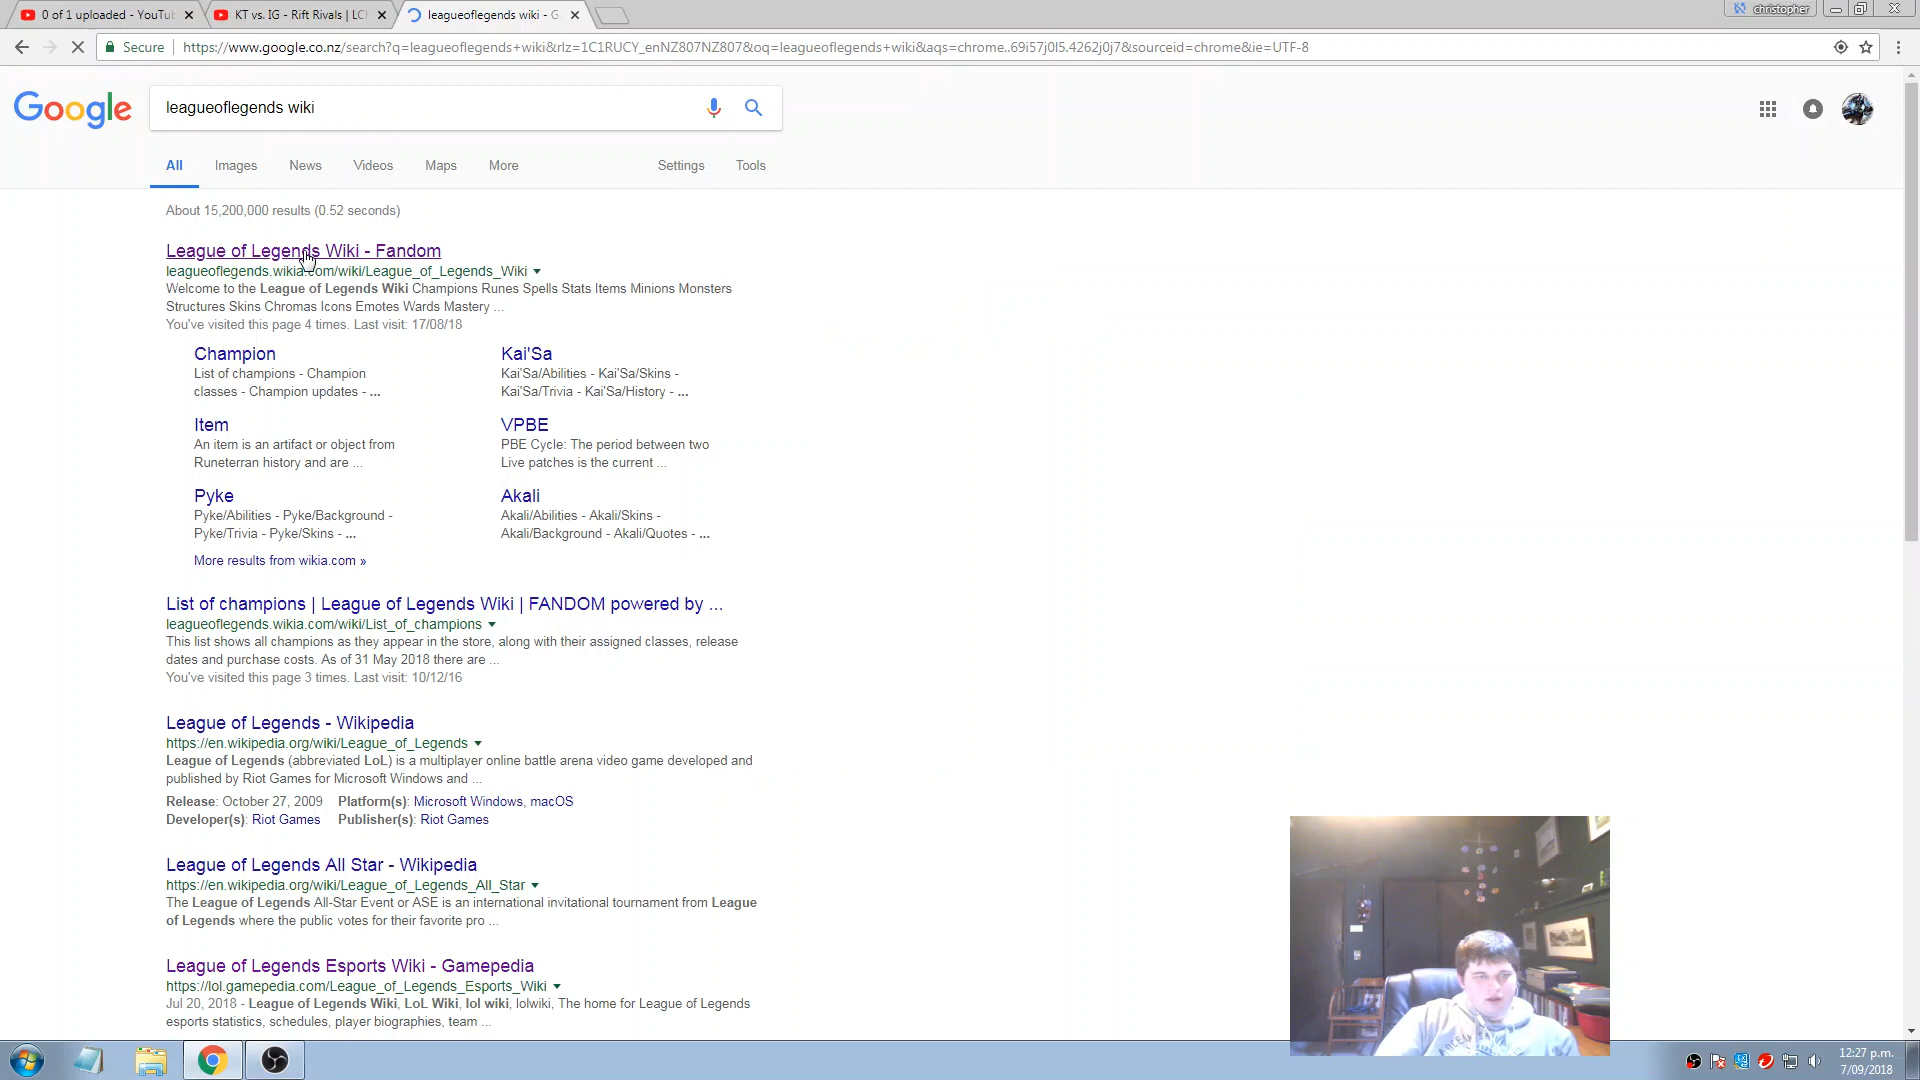 0 of 1 uploaded - YouTu
KT vs. IG - Rift Rivals | LC
leagueoflegends wiki - G
christopher
Secure
https://www.google.co.nz/search?q=leagueoflegends+wiki&rlz=1C1RUCY_enNZ807NZ807&oq=leagueoflegends+wiki&aqs=chrome..69i57j0l5.4262j0j7&sourceid=chrome&ie=UTF-8
Google
leagueoflegends wiki
All Images News Videos Maps More Settings Tools
About 15,200,000 results (0.52 seconds)
League of Legends Wiki - Fandom
leagueoflegends.wikia.com/wiki/League_of_Legends_Wiki
Welcome to the League of Legends Wiki Champions Runes Spells Stats Items Minions Monsters
Structures Skins Chromas Icons Emotes Wards Mastery ...
You've visited this page 4 times. Last visit: 17/08/18
Champion
List of champions - Champion
classes - Champion updates - ...
Kai'Sa
Kai'Sa/Abilities - Kai'Sa/Skins -
Kai'Sa/Trivia - Kai'Sa/History - ...
Item
An item is an artifact or object from
Runeterran history and are ...
VPBE
PBE Cycle: The period between two
Live patches is the current ...
Pyke
Pyke/Abilities - Pyke/Background -
Pyke/Trivia - Pyke/Skins - ...
Akali
Akali/Abilities - Akali/Skins -
Akali/Background - Akali/Quotes - ...
More results from wikia.com »
List of champions | League of Legends Wiki | FANDOM powered by ...
leagueoflegends.wikia.com/wiki/List_of_champions
This list shows all champions as they appear in the store, along with their assigned classes, release
dates and purchase costs. As of 31 May 2018 there are ...
You've visited this page 3 times. Last visit: 10/12/16
League of Legends - Wikipedia
https://en.wikipedia.org/wiki/League_of_Legends
League of Legends (abbreviated LoL) is a multiplayer online battle arena video game developed and
published by Riot Games for Microsoft Windows and ...
Release: October 27, 2009 Platform(s): Microsoft Windows, macOS
Developer(s): Riot Games Publisher(s): Riot Games
League of Legends All Star - Wikipedia
https://en.wikipedia.org/wiki/League_of_Legends_All_Star
The League of Legends All-Star Event or ASE is an international invitational tournament from League
of Legends where the public votes for their favorite pro ...
League of Legends Esports Wiki - Gamepedia
https://lol.gamepedia.com/League_of_Legends_Esports_Wiki
Jul 20, 2018 - League of Legends Wiki, LoL Wiki, lol wiki, lolwiki, The home for League of Legends
esports statistics, schedules, player biographies, team ...
12:27 p.m.
7/09/2018